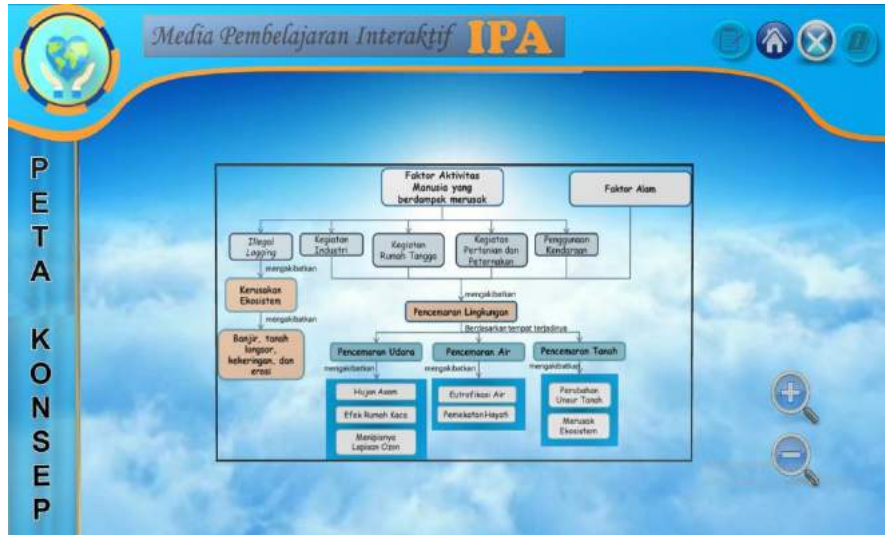 Media Pembelajaran Interaktif IPA
PETA KONSEP
Faktor Aktivitas
Manusia yang
berdampak merusak
Faktor Alam
Illegal
Logging
Kegiatan
Industri
Kegiatan
Rumah Tangga
Kegiatan
Pertanian dan
Peternakan
Penggunaan
Kendaraan
mengakibatkan
Kerusakan
Ekosistem
mengakibatkan
Pencemaran Lingkungan
mengakibatkan
Banjir, tanah
longsor,
kekeringan, dan
erosi
Berdasarkan tempat terjadinya
Pencemaran Udara
Pencemaran Air
Pencemaran Tanah
mengakibatkan
mengakibatkan
mengakibatkan
Hujan Asam
Efek Rumah Kaca
Menipisnya
Lapisan Ozon
Eutrofikasi Air
Pemekatan Hayati
Perubahan
Unsur Tanah
Merusak
Ekosistem